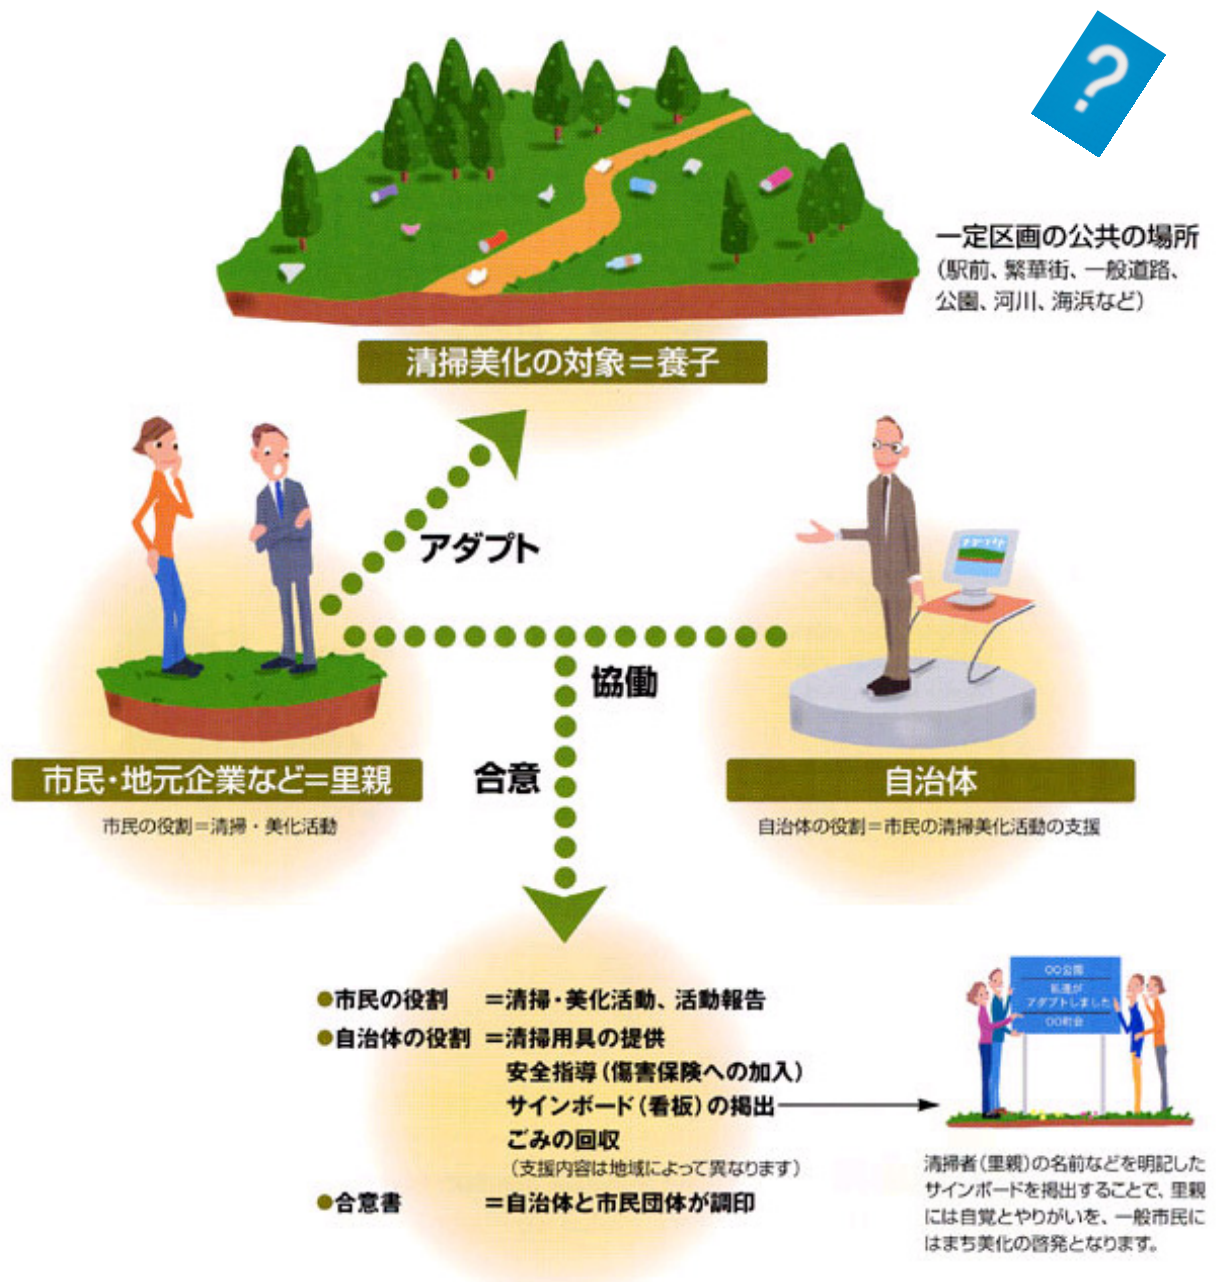 ?
一定区画の公共の場所
（駅前、繁華街、一般道路、
公園、河川、海浜など）
清掃美化の対象＝養子
アダプト
協働
合意
市民・地元企業など＝里親
市民の役割＝清掃・美化活動
アダプト
自治体
自治体の役割＝市民の清掃美化活動の支援
●市民の役割 ＝清掃・美化活動、活動報告
●自治体の役割 ＝清掃用具の提供
安全指導（傷害保険への加入）
サインボード（看板）の掲出
ごみの回収
（支援内容は地域によって異なります）
●合意書 ＝自治体と市民団体が調印
〇〇公園
私達が
アダプトしました
〇〇町会
清掃者（里親）の名前などを明記した
サインボードを掲出することで、里親
には自覚とやりがいを、一般市民に
はまち美化の啓発となります。